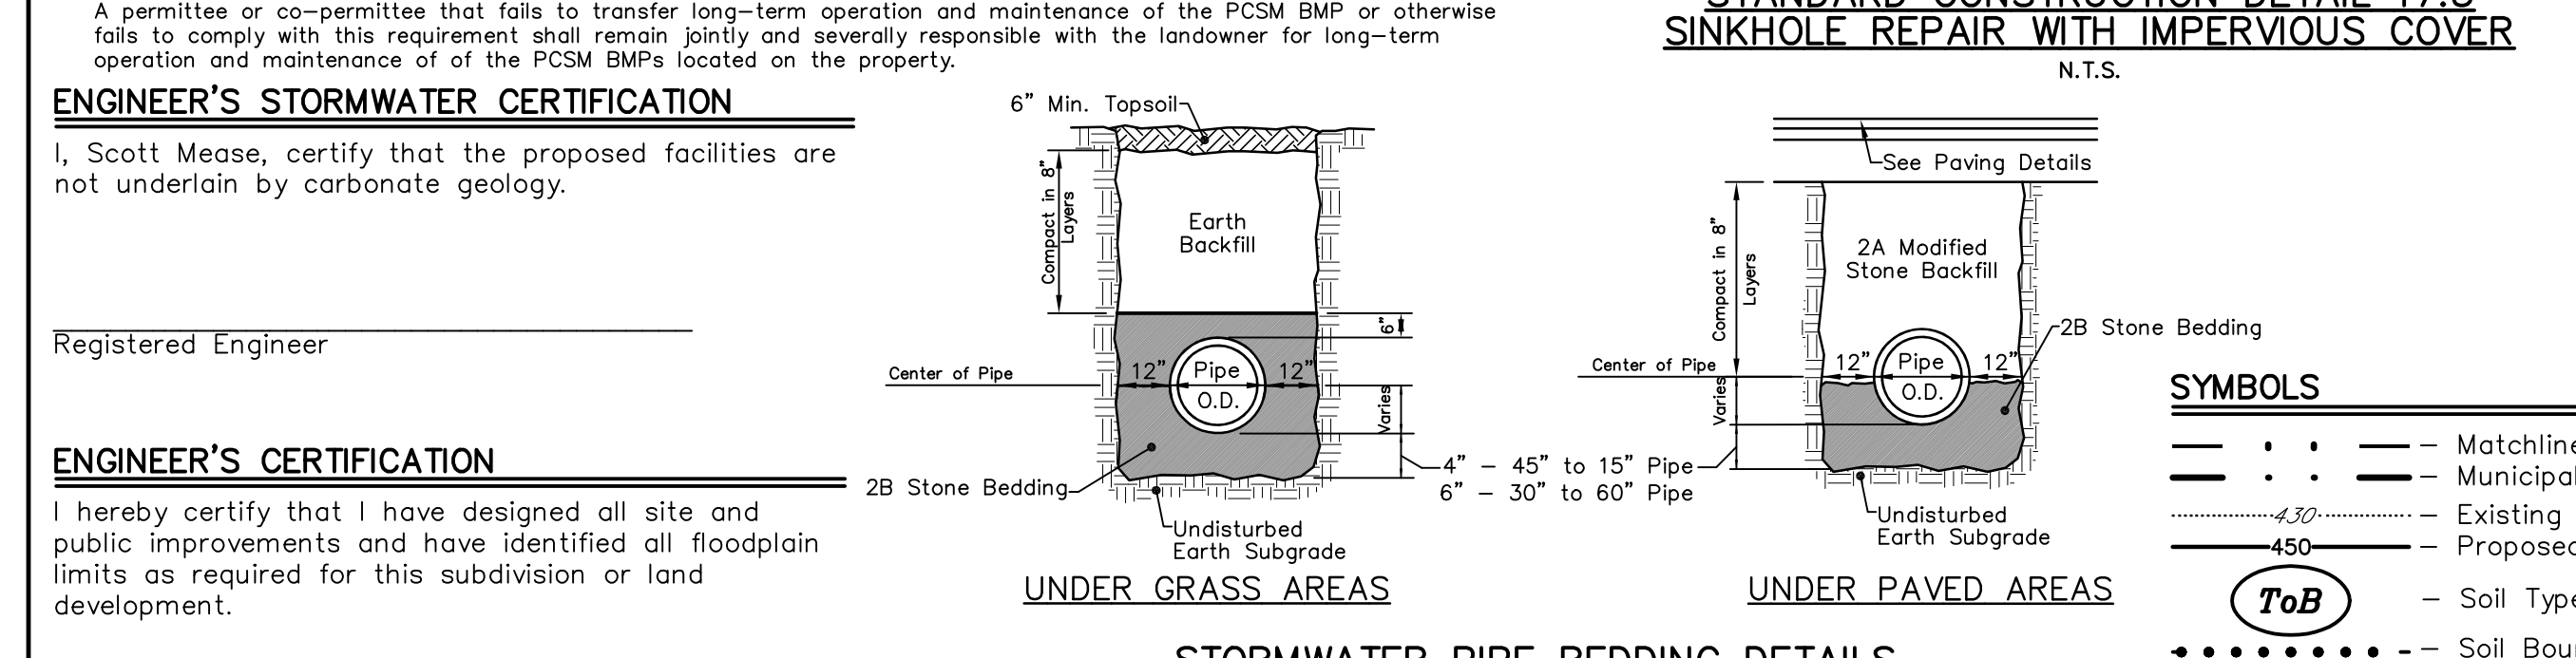 A permittee or co-permittee that fails to transfer long-term operation and maintenance of the PCSM BMP or otherwise
fails to comply with this requirement shall remain jointly and severally responsible with the landowner for long-term
operation and maintenance of of the PCSM BMPs located on the property.
ENGINEER'S STORMWATER CERTIFICATION
I, Scott Mease, certify that the proposed facilities are
not underlain by carbonate geology.
Registered Engineer
ENGINEER'S CERTIFICATION
I hereby certify that I have designed all site and
public improvements and have identified all floodplain
limits as required for this subdivision or land
development.
6" Min. Topsoil
Compact in 8"
Layers
Earth
Backfill
6"
Center of Pipe
12"
Pipe
O.D.
12"
Varies
2B Stone Bedding
Undisturbed
Earth Subgrade
4" - 45" to 15" Pipe
6" - 30" to 60" Pipe
UNDER GRASS AREAS
STANDARD CONSTRUCTION DETAIL
SINKHOLE REPAIR WITH IMPERVIOUS COVER
N.T.S.
See Paving Details
Compact in 8"
Layers
2A Modified
Stone Backfill
2B Stone Bedding
Center of Pipe
12"
Pipe
O.D.
12"
Varies
Undisturbed
Earth Subgrade
UNDER PAVED AREAS
STORMWATER PIPE BEDDING DETAILS
SYMBOLS
- Matchline
- Municipal
430 - Existing
450 - Proposed
ToB - Soil Type
- Soil Bou